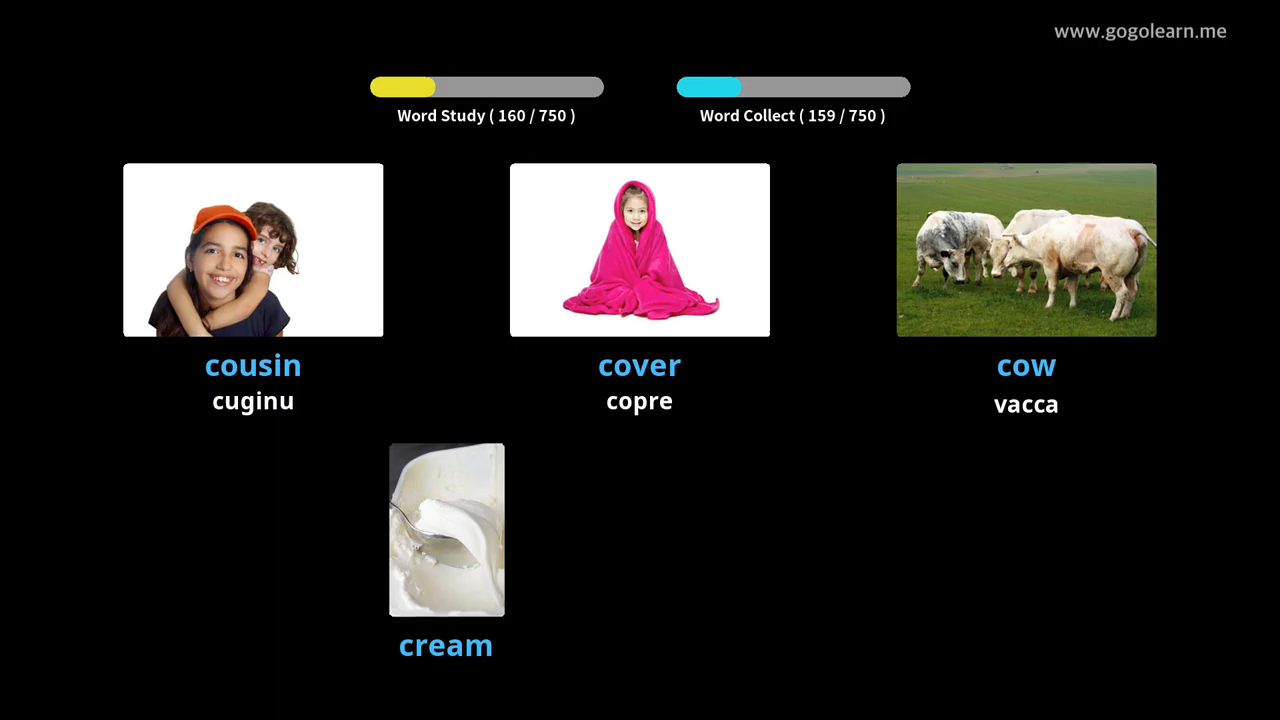 www.gogolearn.me
Word Study ( 160 / 750 )
Word Collect ( 159 / 750 )
cousin
cuginu
cover
copre
cow
vacca
cream